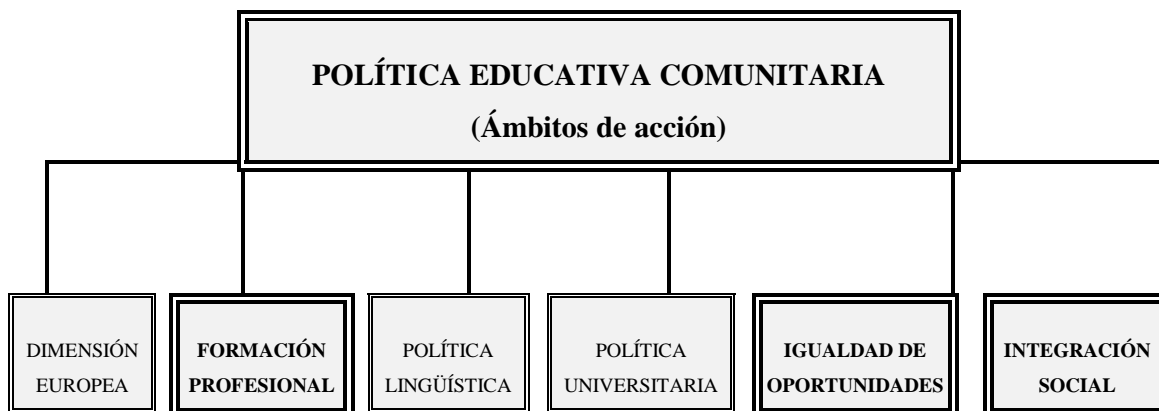 POLÍTICA EDUCATIVA COMUNITARIA
(Ámbitos de acción)
DIMENSIÓN
EUROPEA
FORMACIÓN
PROFESIONAL
POLÍTICA
LINGÜÍSTICA
POLÍTICA
UNIVERSITARIA
IGUALDAD DE
OPORTUNIDADES
INTEGRACIÓN
SOCIAL